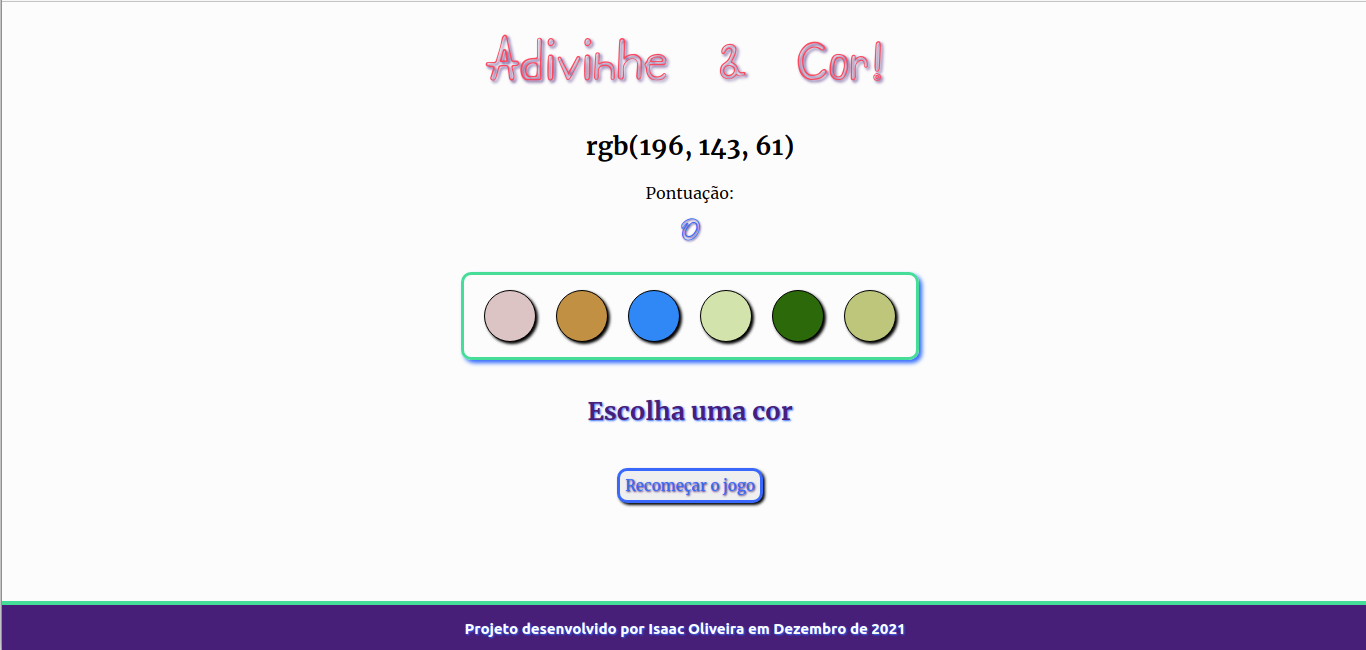 Adivinhe a Cor!
rgb(196, 143, 61)
Pontuação:
0
Escolha uma cor
Recomeçar o jogo
Projeto desenvolvido por Isaac Oliveira em Dezembro de 2021